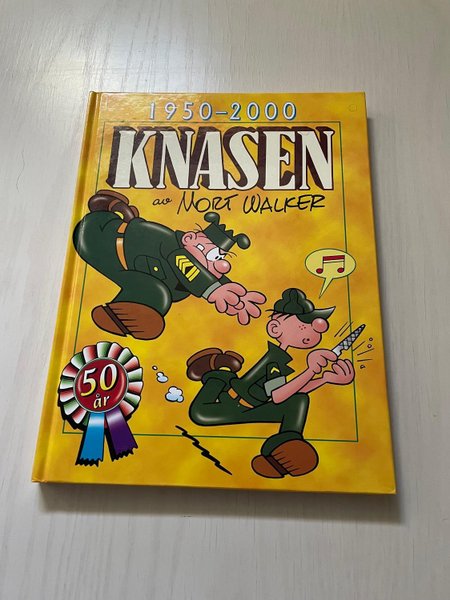 1950–2000
KNASEN
av MORT WALKER
50
år